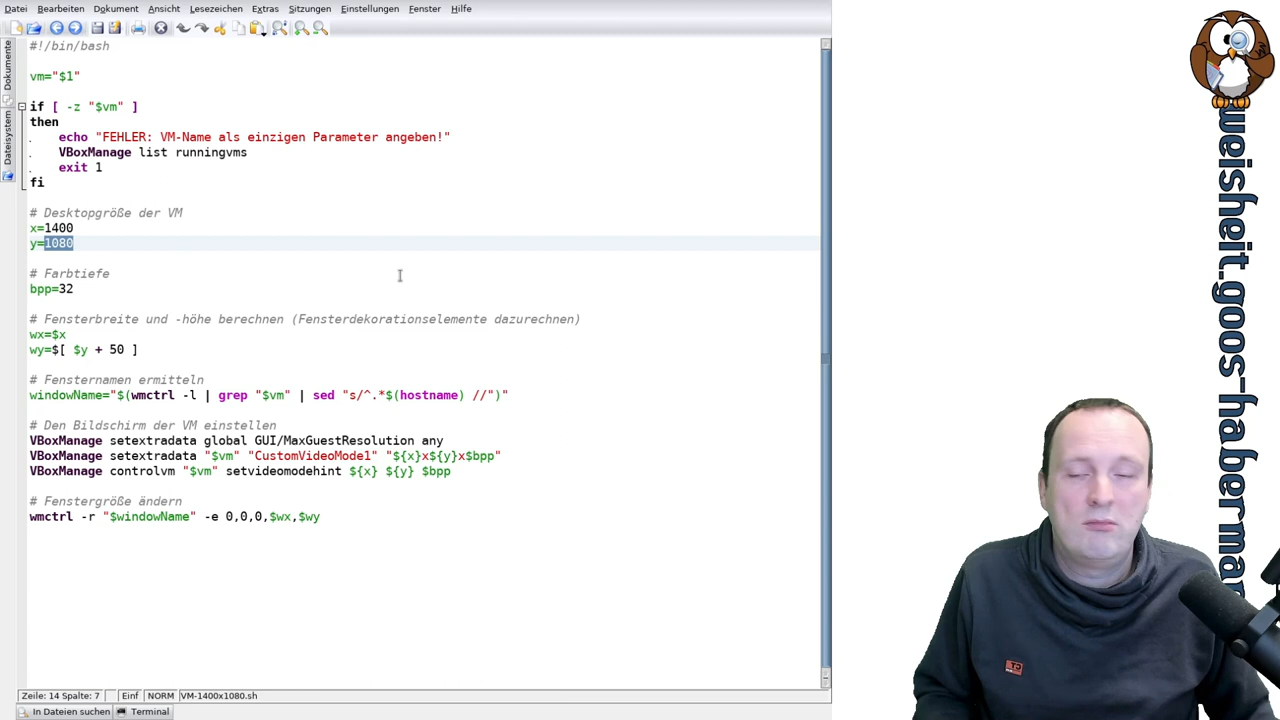 Datei Bearbeiten Dokument Ansicht Lesezeichen Extras Sitzungen Einstellungen Fenster Hilfe
Dokumente
Dateisystem
#!/bin/bash
vm="$1"
if [ -z "$vm" ]
then
echo "FEHLER: VM-Name als einzigen Parameter angeben!"
VBoxManage list runningvms
exit 1
fi
# Desktopgröße der VM
x=1400
y=1080
# Farbtiefe
bpp=32
# Fensterbreite und -höhe berechnen (Fensterdekorationselemente dazurechnen)
wx=$x
wy=$[ $y + 50 ]
# Fensternamen ermitteln
windowName="$(wmctrl -l | grep "$vm" | sed "s/^.*$(hostname) //")"
# Den Bildschirm der VM einstellen
VBoxManage setextradata global GUI/MaxGuestResolution any
VBoxManage setextradata "$vm" "CustomVideoMode1" "${x}x${y}x$bpp"
VBoxManage controlvm "$vm" setvideomodehint ${x} ${y} $bpp
# Fenstergröße ändern
wmctrl -r "$windowName" -e 0,0,0,$wx,$wy
Zeile: 14 Spalte: 7 Einf NORM VM-1400x1080.sh
In Dateien suchen Terminal
weisheit.goos-haberman